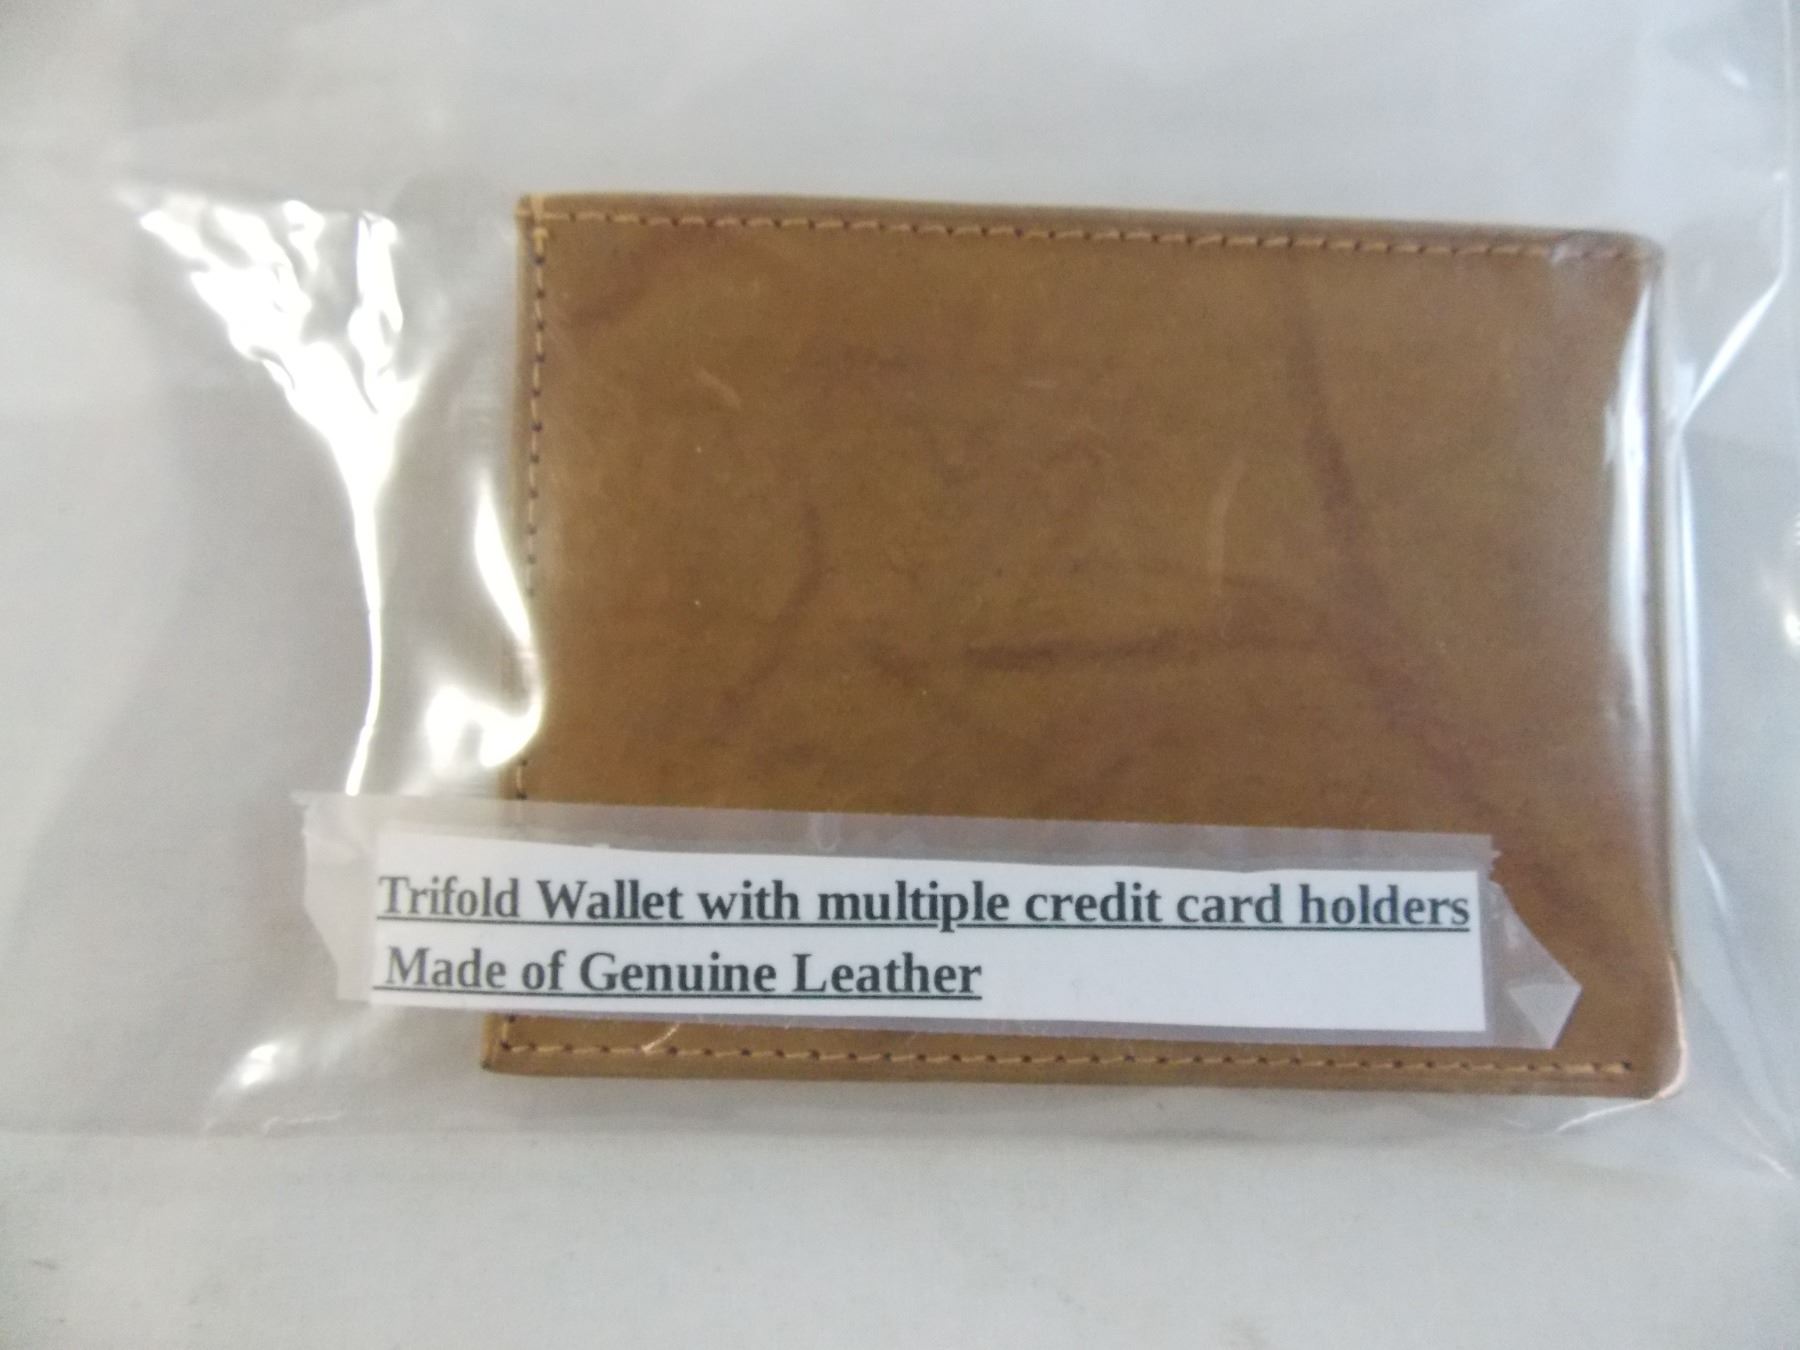 Trifold Wallet with multiple credit card holders
Made of Genuine Leather